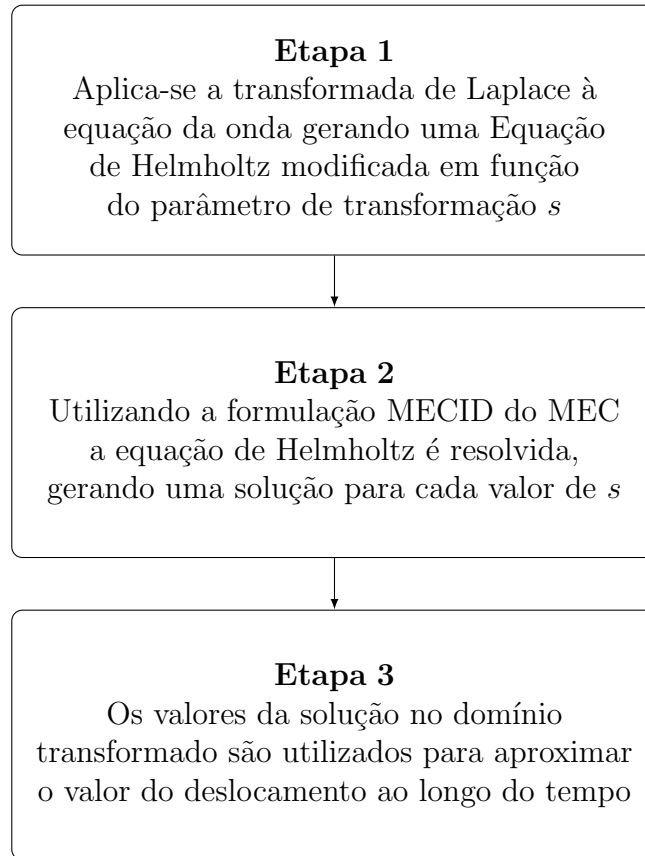 Etapa 1
Aplica-se a transformada de Laplace à
equação da onda gerando uma Equação
de Helmholtz modificada em função
do parâmetro de transformação s
Etapa 2
Utilizando a formulação MECID do MEC
a equação de Helmholtz é resolvida,
gerando uma solução para cada valor de s
Etapa 3
Os valores da solução no domínio
transformado são utilizados para aproximar
o valor do deslocamento ao longo do tempo